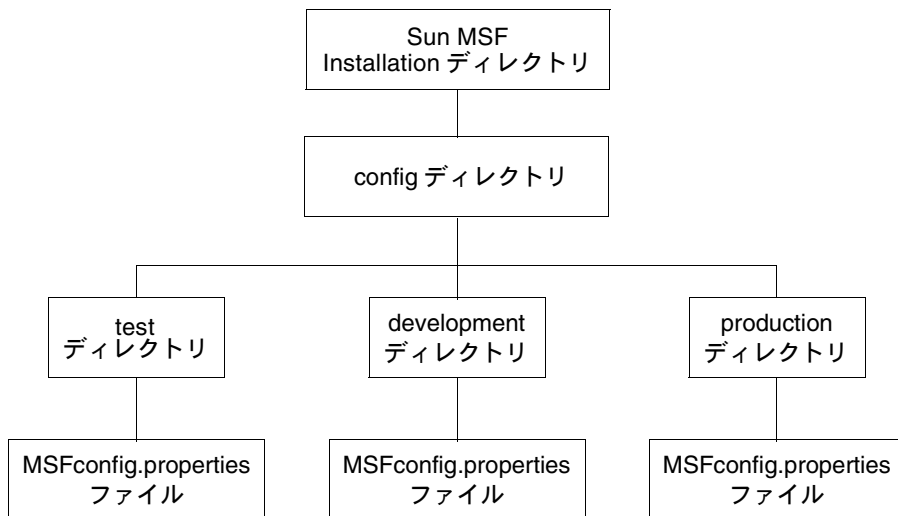 Sun MSF
Installation ディレクトリ
config ディレクトリ
test
ディレクトリ
development
ディレクトリ
production
ディレクトリ
MSFconfig.properties
ファイル
MSFconfig.properties
ファイル
MSFconfig.properties
ファイル